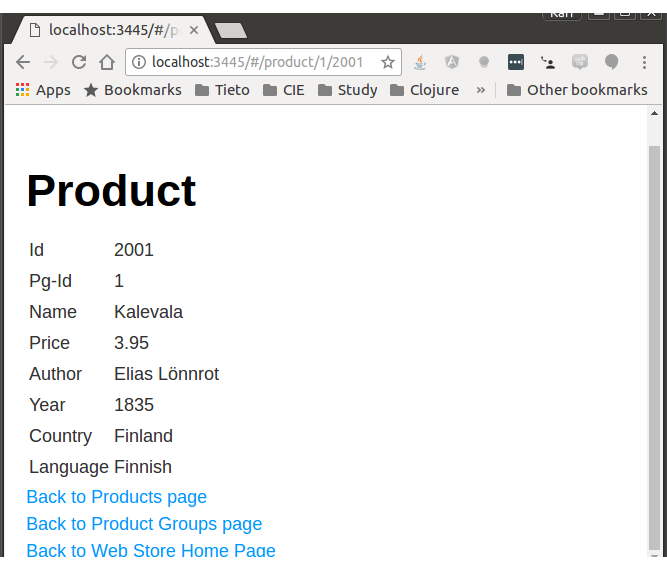 Kari
localhost:3445/#/p
localhost:3445/#/product/1/2001
Apps Bookmarks Tieto CIE Study Clojure » Other bookmarks
Product
Id 2001
Pg-Id 1
Name Kalevala
Price 3.95
Author Elias Lönnrot
Year 1835
Country Finland
Language Finnish
Back to Products page
Back to Product Groups page
Back to Web Store Home Page